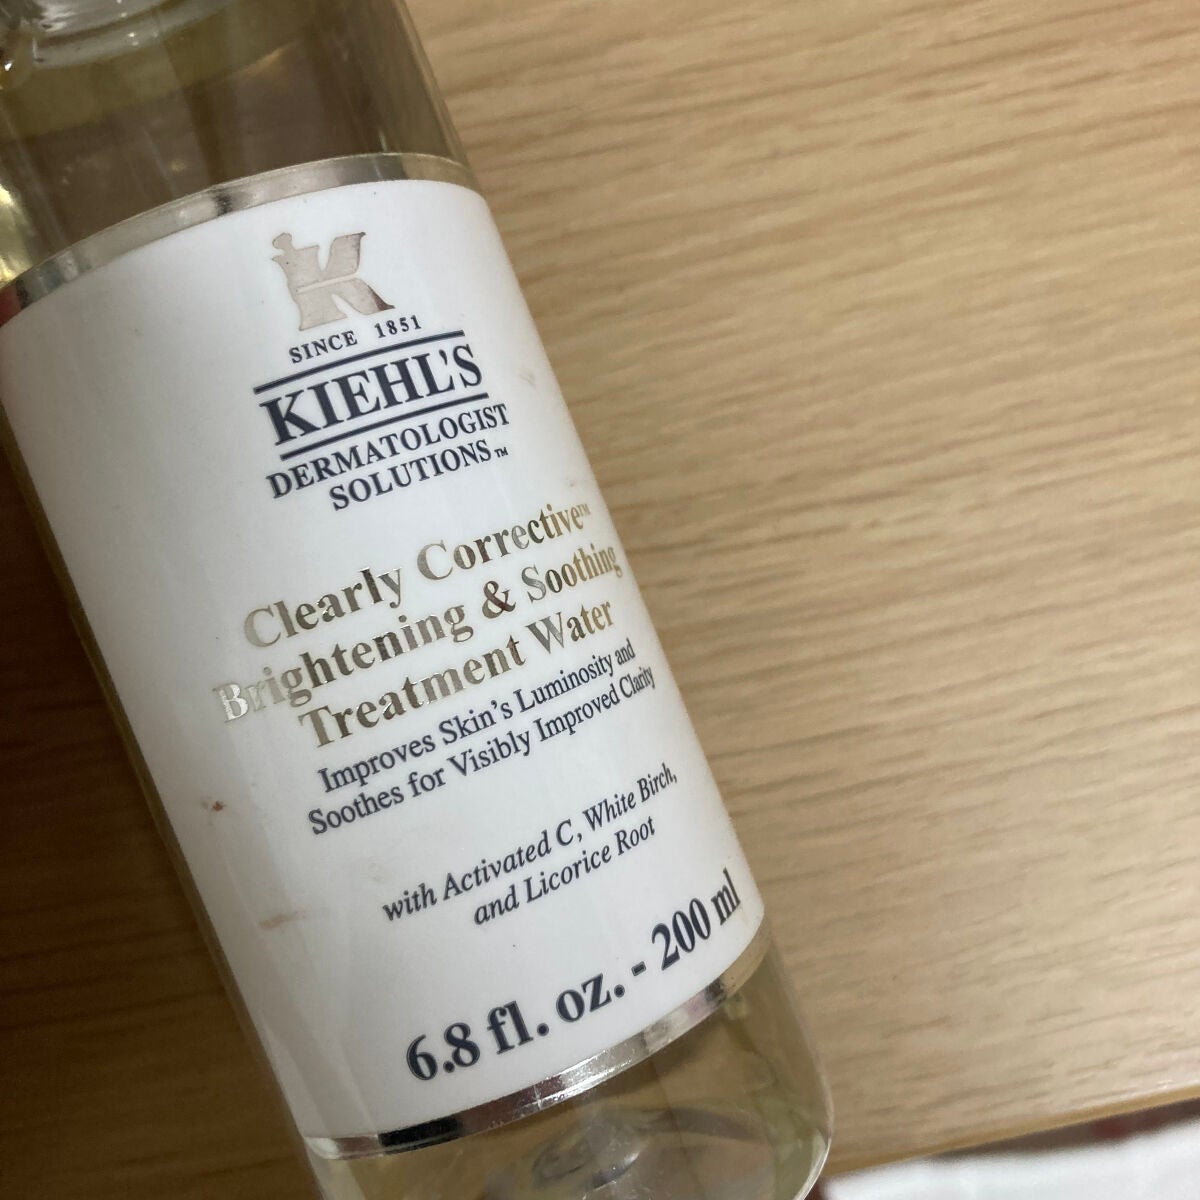 SINCE 1851
KIEHL'S
DERMATOLOGIST
SOLUTIONS™
Clearly Corrective™
Brightening & Soothing
Treatment Water
Improves Skin's Luminosity and
Soothes for Visibly Improved Clarity
with Activated C, White Birch,
and Licorice Root
6.8 fl. oz. - 200 ml